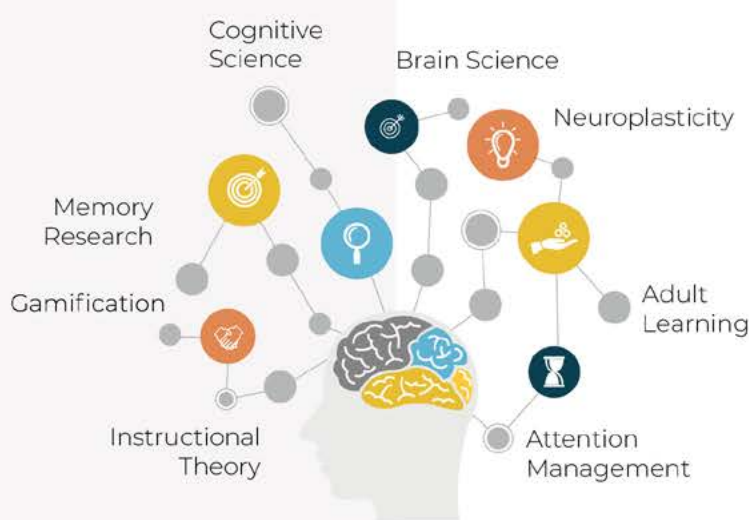 Cognitive
Science
Brain Science
Neuroplasticity
Memory
Research
Gamification
Adult
Learning
Instructional
Theory
Attention
Management